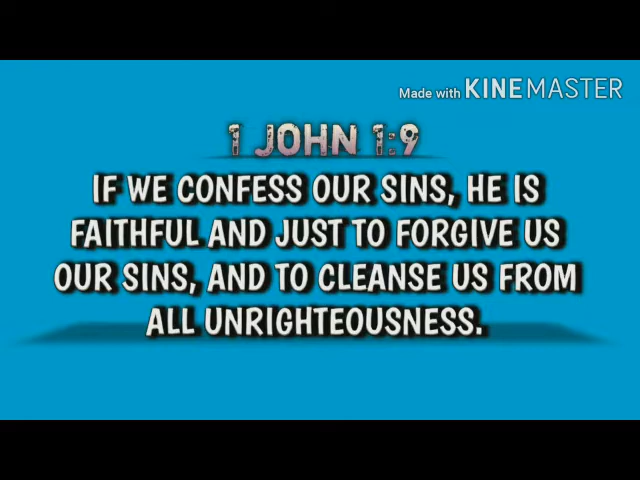 Made with KINEMASTER
1 JOHN 1:9
IF WE CONFESS OUR SINS, HE IS
FAITHFUL AND JUST TO FORGIVE US
OUR SINS, AND TO CLEANSE US FROM
ALL UNRIGHTEOUSNESS.